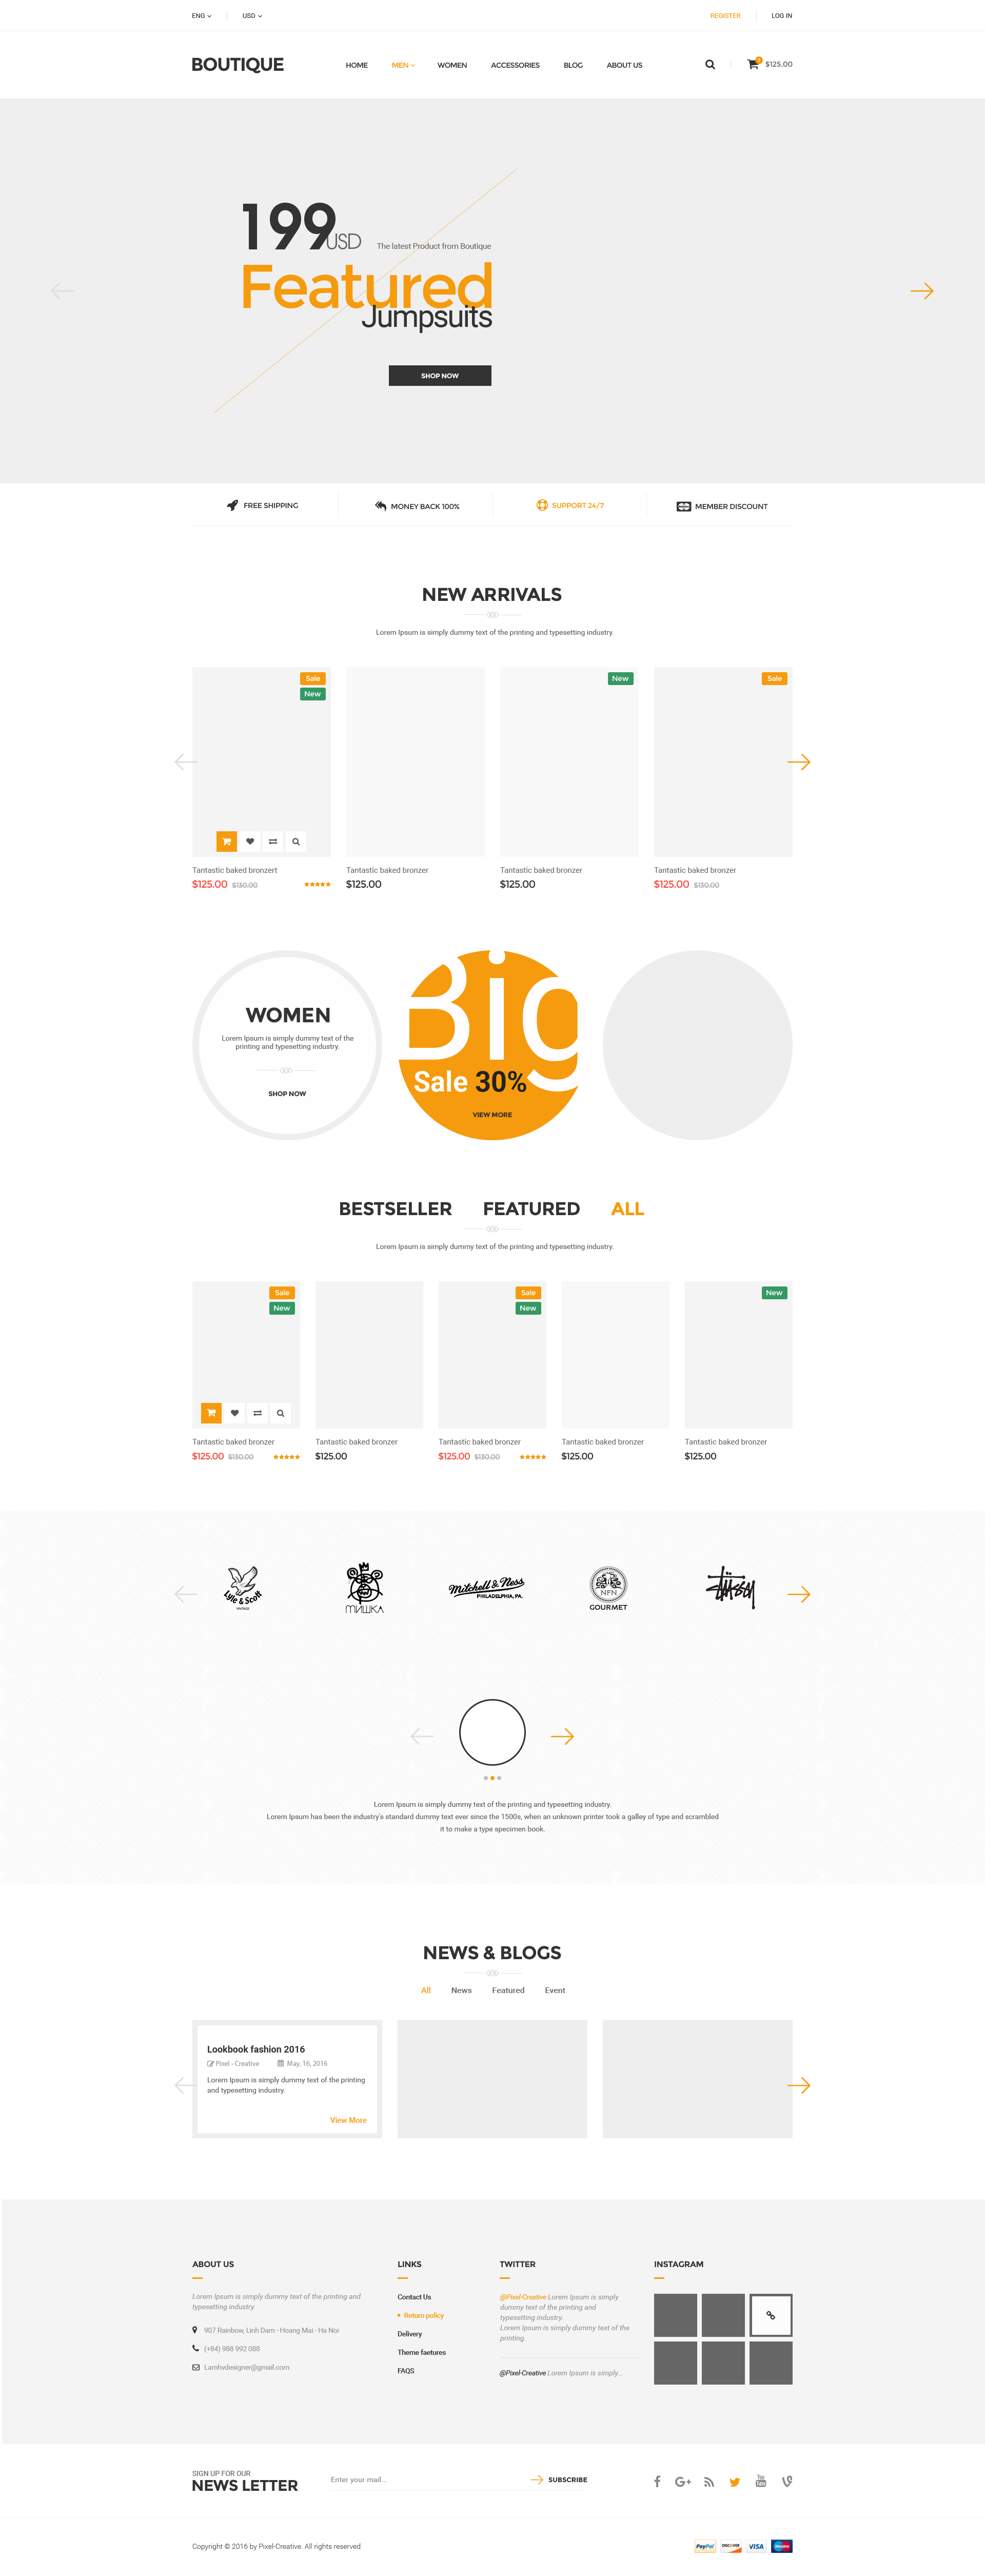 ENG USD REGISTER LOG IN
BOUTIQUE HOME MEN WOMEN ACCESSORIES BLOG ABOUT US 1 $125.00
199 USD The latest Product from Boutique
Featured
Jumpsuits
SHOP NOW
FREE SHIPPING MONEY BACK 100% SUPPORT 24/7 MEMBER DISCOUNT
NEW ARRIVALS
Lorem Ipsum is simply dummy text of the printing and typesetting industry.
Sale New Sale
New
Tantastic baked bronzert Tantastic baked bronzer Tantastic baked bronzer Tantastic baked bronzer
$125.00 $130.00 $125.00 $125.00 $125.00 $130.00
WOMEN
Lorem Ipsum is simply dummy text of the
printing and typesetting industry.
SHOP NOW
Big
Sale 30%
VIEW MORE
BESTSELLER FEATURED ALL
Lorem Ipsum is simply dummy text of the printing and typesetting industry.
Sale Sale New
New New
Tantastic baked bronzer Tantastic baked bronzer Tantastic baked bronzer Tantastic baked bronzer Tantastic baked bronzer
$125.00 $130.00 $125.00 $125.00 $130.00 $125.00 $125.00
Lyle & Scott
VINTAGE
МИШКА
Mitchell & Ness
PHILADELPHIA, PA.
NFN
GOURMET
Stüssy
Lorem Ipsum is simply dummy text of the printing and typesetting industry.
Lorem Ipsum has been the industry's standard dummy text ever since the 1500s, when an unknown printer took a galley of type and scrambled
it to make a type specimen book.
NEWS & BLOGS
All News Featured Event
Lookbook fashion 2016
Pixel - Creative May, 16, 2016
Lorem Ipsum is simply dummy text of the printing
and typesetting industry.
View More
ABOUT US
Lorem Ipsum is simply dummy text of the printing and
typesetting industry.
907 Rainbow, Linh Dam - Hoang Mai - Ha Noi
(+84) 988 992 088
Lamhvdesigner@gmail.com
LINKS
Contact Us
Return policy
Delivery
Theme faetures
FAQS
TWITTER
@Pixel-Creative Lorem Ipsum is simply
dummy text of the printing and
typesetting industry.
Lorem Ipsum is simply dummy text of the
printing.
@Pixel-Creative Lorem Ipsum is simply...
INSTAGRAM
SIGN UP FOR OUR
NEWS LETTER
Enter your mail... SUBSCRIBE
G+ You Tube
Copyright © 2016 by Pixel-Creative. All rights reserved
PayPal DISCOVER VISA Maestro